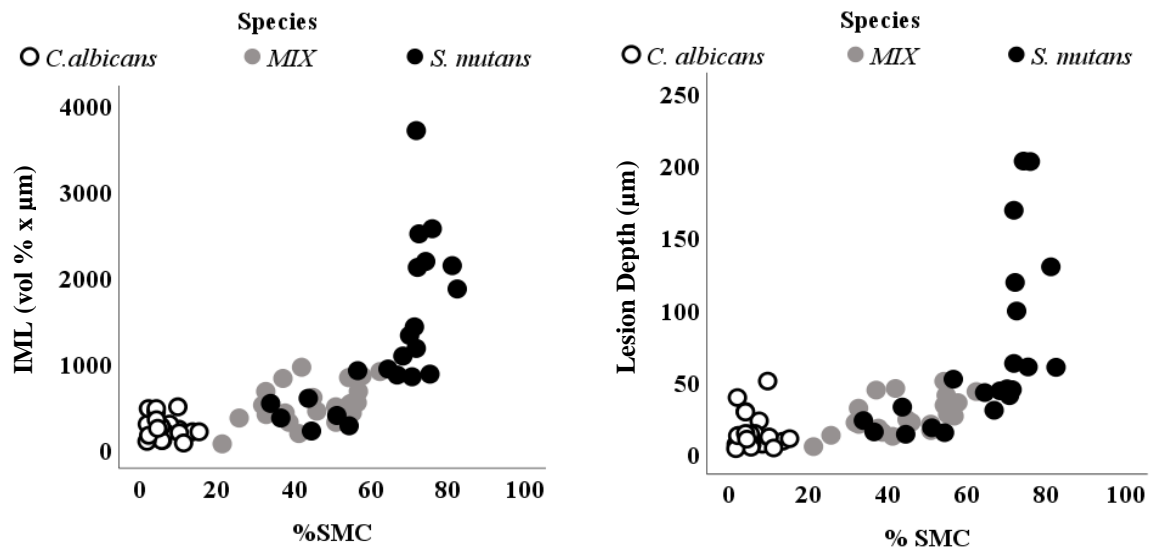 Species
C.albicans MIX S. mutans
4000
3000
2000
1000
0
IML (vol % x µm)
0 20 40 60 80 100
%SMC
Species
C. albicans MIX S. mutans
250
200
150
100
50
0
Lesion Depth (µm)
0 20 40 60 80 100
% SMC